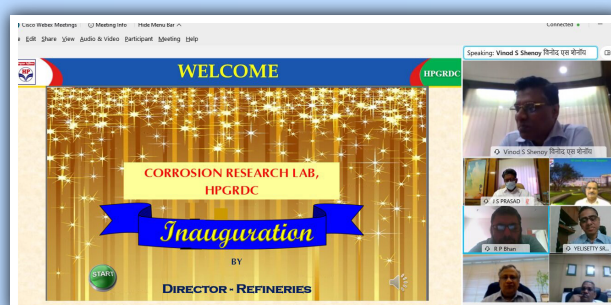 Cisco Webex Meetings
Meeting Info
Hide Menu Bar
Connected
Edit Share View Audio & Video Participant Meeting Help
Speaking: Vinod S Shenoy विनोद एस शेनॉय
WELCOME
HP
HPGRDC
Vinod S Shenoy विनोद एस शेनॉय
CORROSION RESEARCH LAB,
HPGRDC
J S PRASAD
Inauguration
R P Bhan
YELISETTY SR...
BY
START
DIRECTOR - REFINERIES